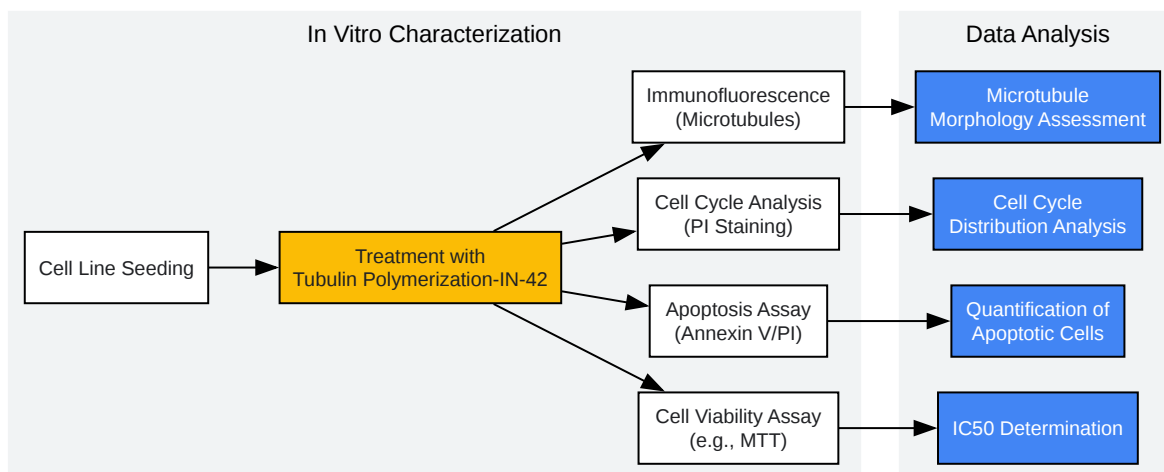 In Vitro Characterization
Data Analysis
Immunofluorescence
(Microtubules)
Microtubule
Morphology Assessment
Cell Cycle Analysis
(PI Staining)
Cell Cycle
Distribution Analysis
Cell Line Seeding
Treatment with
Tubulin Polymerization-IN-42
Apoptosis Assay
(Annexin V/PI)
Quantification of
Apoptotic Cells
Cell Viability Assay
(e.g., MTT)
IC50 Determination